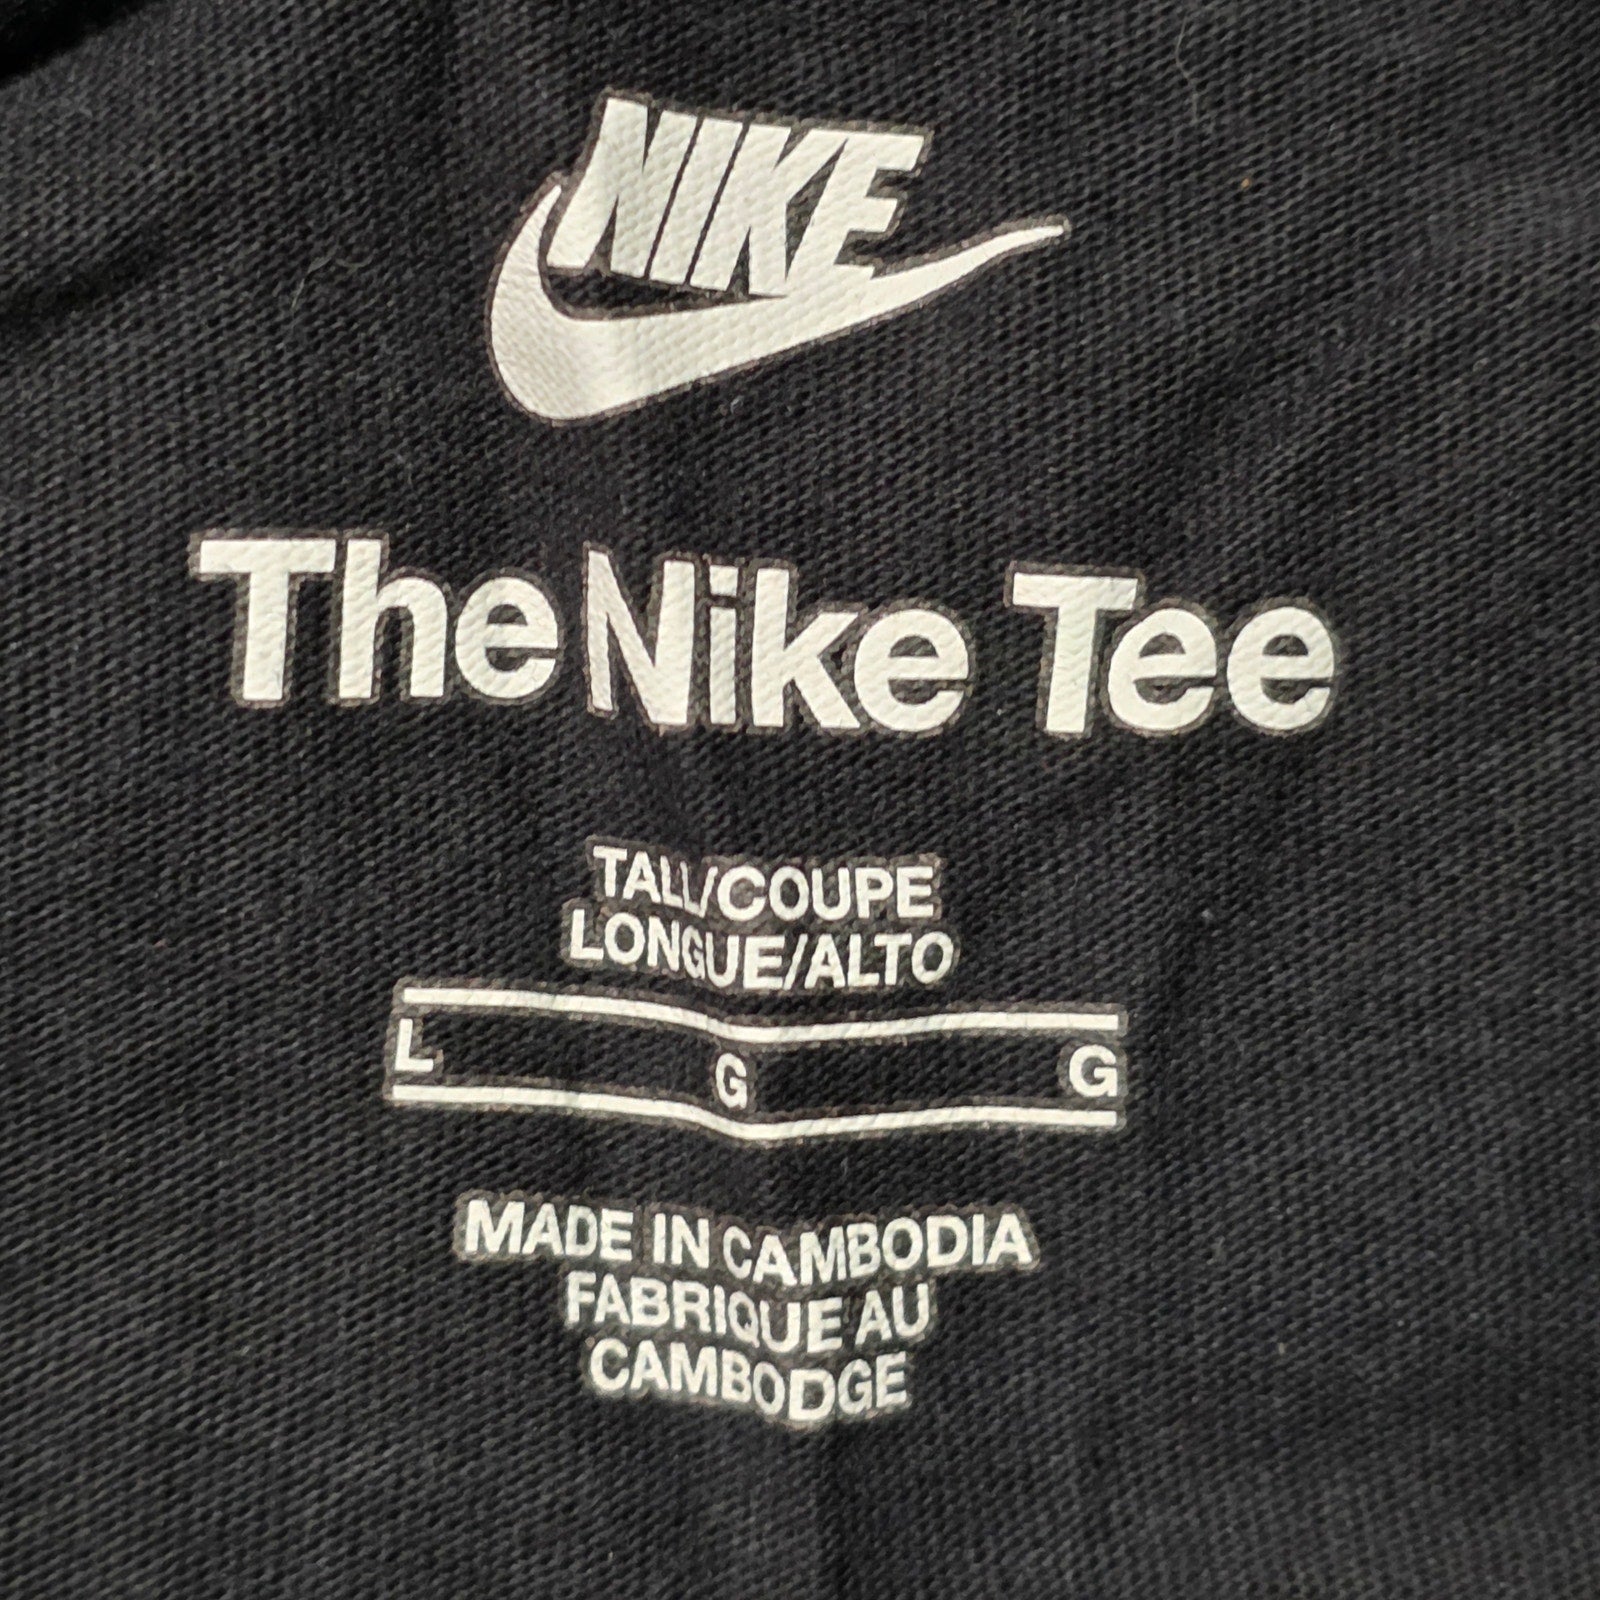 NIKE
The Nike Tee
TALL/COUPE
LONGUE/ALTO
L G G
MADE IN CAMBODIA
FABRIQUE AU
CAMBODGE